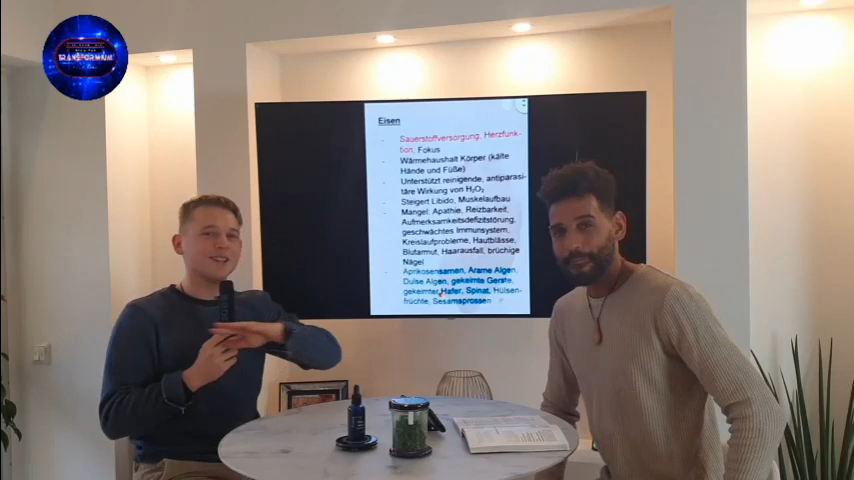 TRANSFORMIUM
Eisen
- Sauerstoffversorgung, Herzfunk-
tion, Fokus
- Wärmehaushalt Körper (kälte
Hände und Füße)
- Unterstützt reinigende, antiparasi-
täre Wirkung von H₂O₂
- Steigert Libido, Muskelaufbau
- Mangel: Apathie, Reizbarkeit,
Aufmerksamkeitsdefizitstörung,
geschwächtes Immunsystem,
Kreislaufprobleme, Hautblässe,
Blutarmut, Haarausfall, brüchige
Nägel
- Aprikosensamen, Arame Algen,
Dulse Algen, gekeimte Gerste,
gekeimter Hafer, Spinat, Hülsen-
früchte, Sesamsprossen